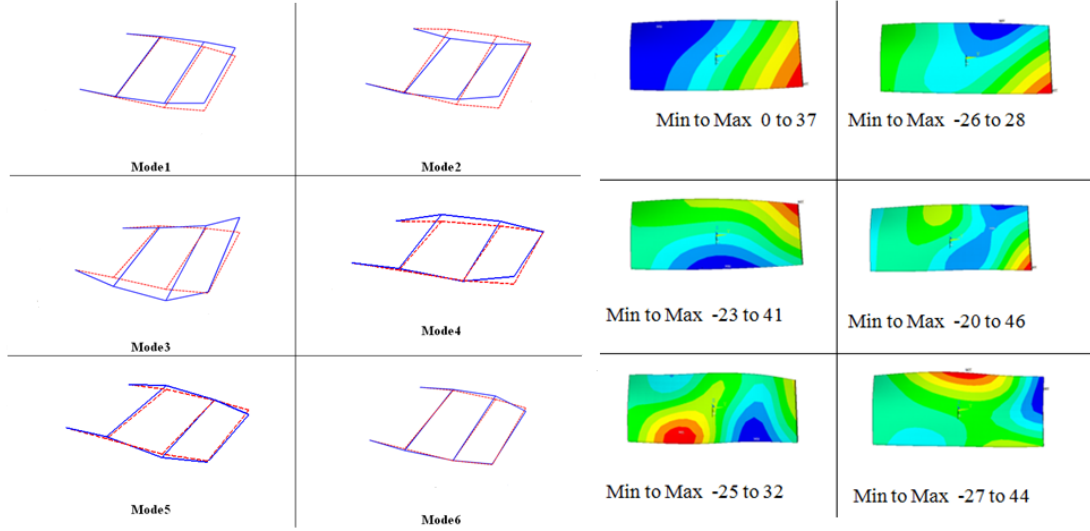 Mode1
Mode2
Min to Max 0 to 37
Min to Max -26 to 28
Mode3
Mode4
Min to Max -23 to 41
Min to Max -20 to 46
Mode5
Mode6
Min to Max -25 to 32
Min to Max -27 to 44